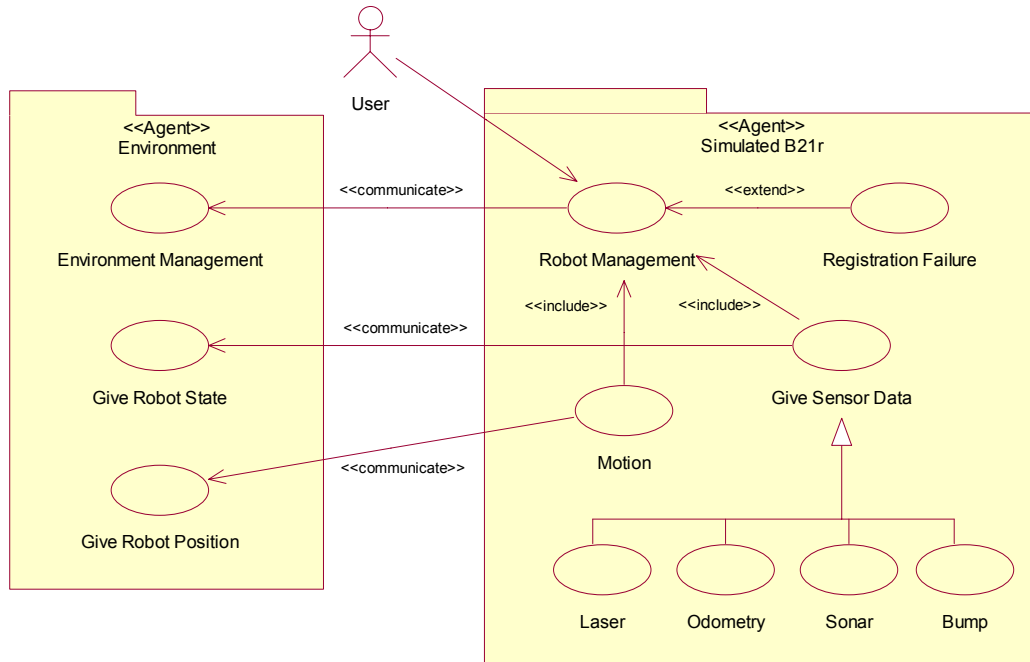 User
<<Agent>>
Environment
<<Agent>>
Simulated B21r
<<communicate>>
<<extend>>
Environment Management
Robot Management
Registration Failure
<<include>>
<<include>>
<<communicate>>
Give Robot State
Give Sensor Data
Motion
<<communicate>>
Give Robot Position
Laser
Odometry
Sonar
Bump